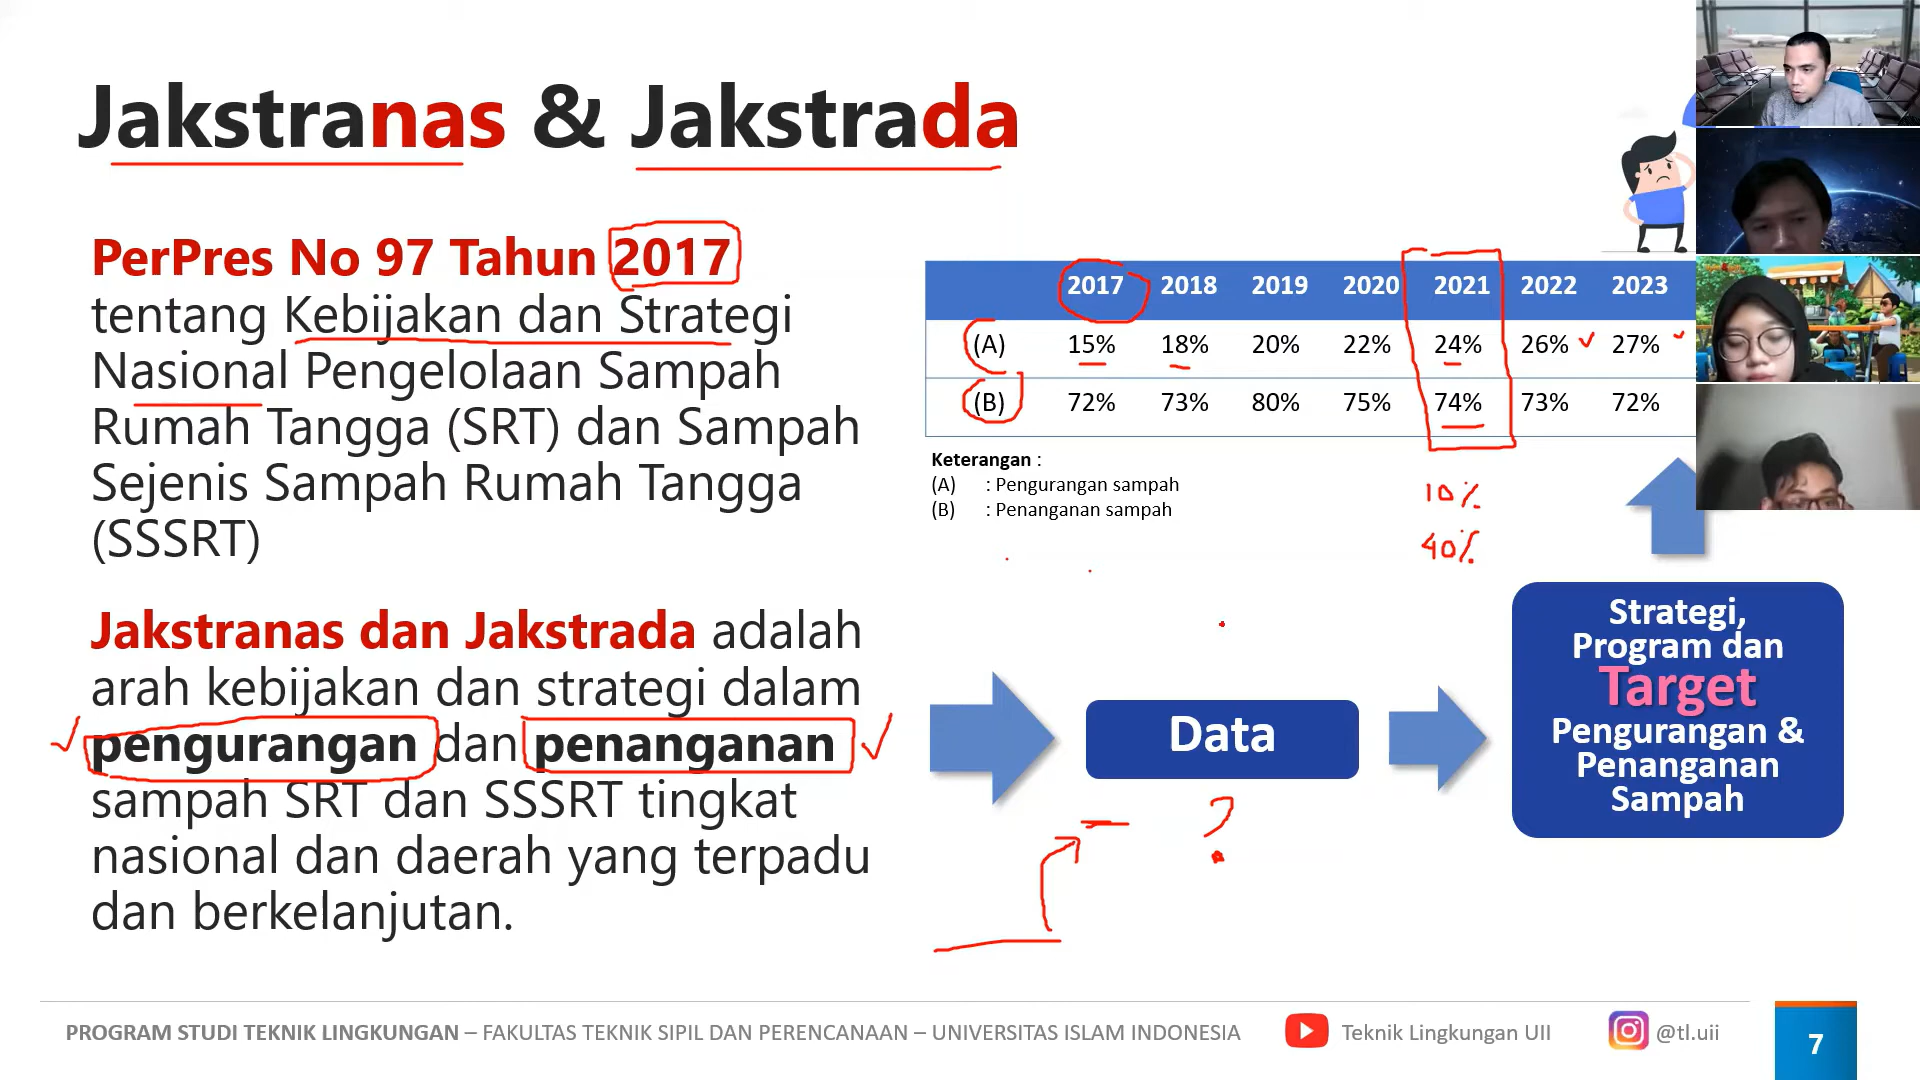 Jakstranas & Jakstrada
PerPres No 97 Tahun 2017
tentang Kebijakan dan Strategi
Nasional Pengelolaan Sampah
Rumah Tangga (SRT) dan Sampah
Sejenis Sampah Rumah Tangga
(SSSRT)
Jakstranas dan Jakstrada adalah
arah kebijakan dan strategi dalam
pengurangan dan penanganan
sampah SRT dan SSSRT tingkat
nasional dan daerah yang terpadu
dan berkelanjutan.
2017 2018 2019 2020 2021 2022 2023
(A) 15% 18% 20% 22% 24% 26% 27%
(B) 72% 73% 80% 75% 74% 73% 72%
Keterangan :
(A) : Pengurangan sampah
(B) : Penanganan sampah
10%
40%
Data
?
Strategi,
Program dan
Target
Pengurangan &
Penanganan
Sampah
PROGRAM STUDI TEKNIK LINGKUNGAN – FAKULTAS TEKNIK SIPIL DAN PERENCANAAN – UNIVERSITAS ISLAM INDONESIA
Teknik Lingkungan UII
@tl.uii
7